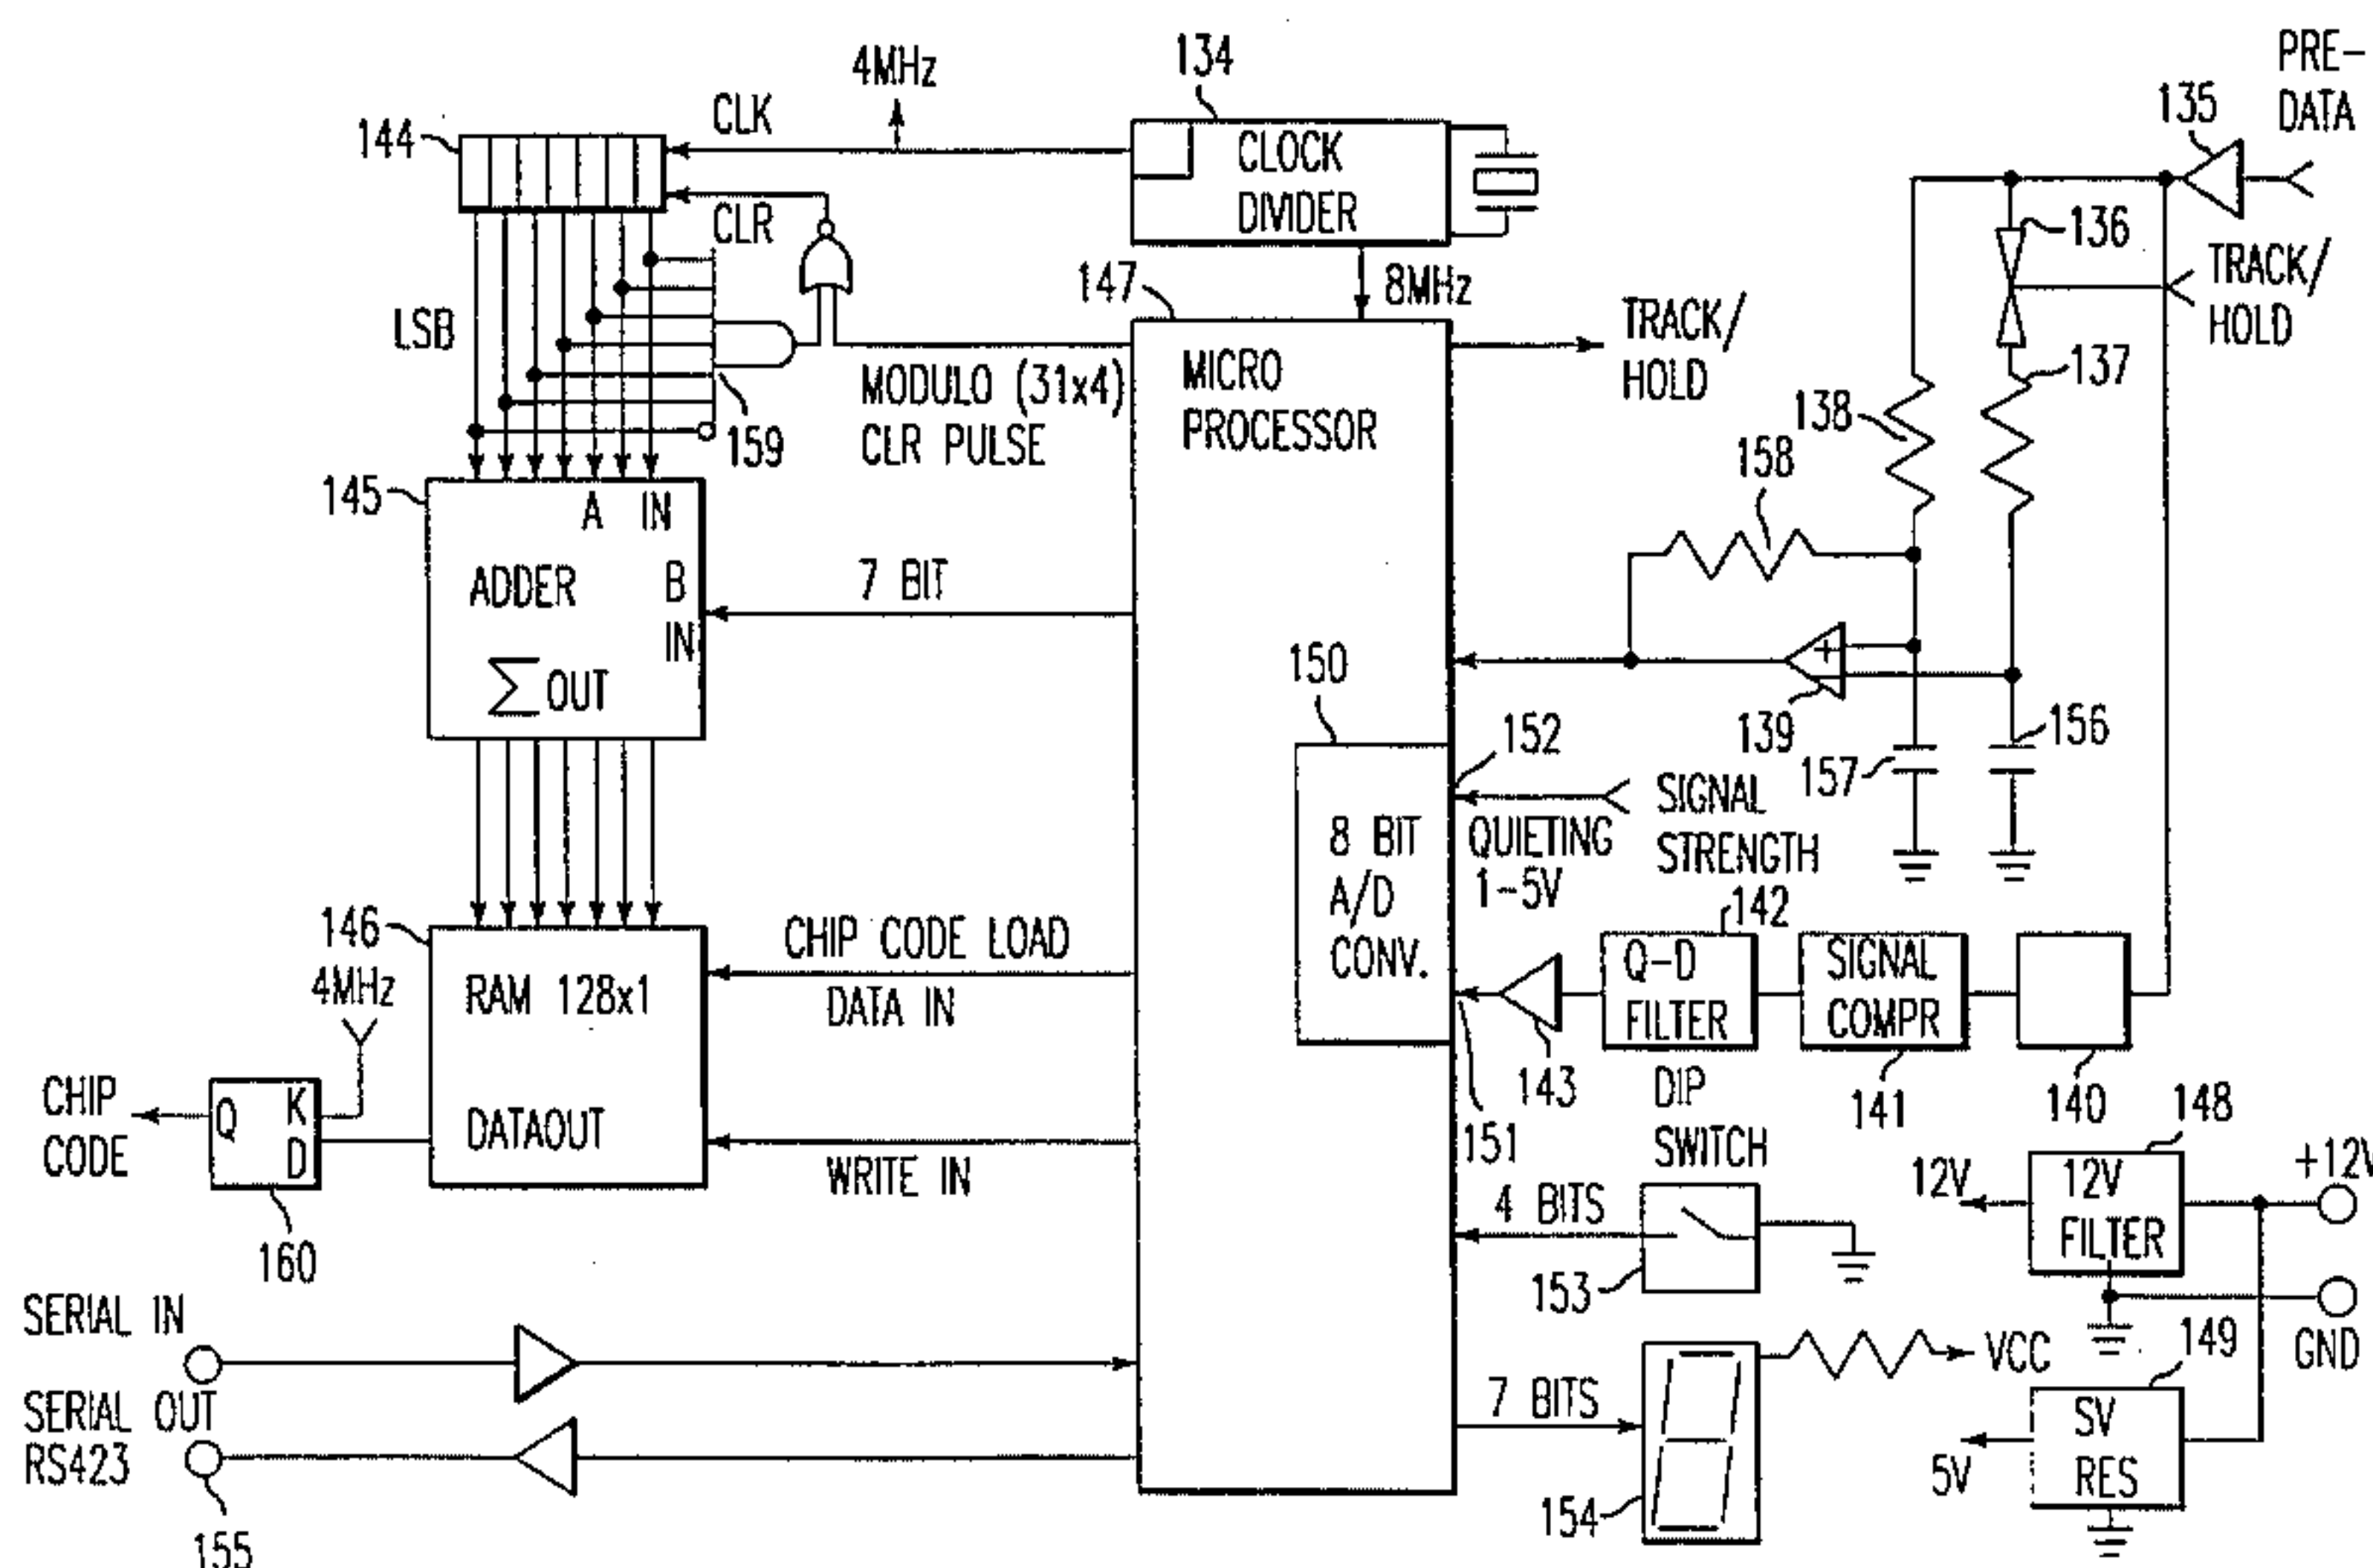 4MHz
134
PRE-
DATA
135
144
CLK
CLOCK
DIVIDER
CLR
136
TRACK/
HOLD
147
8MHz
LSB
TRACK/
HOLD
MICRO
PROCESSOR
137
138
MODULO (31x4)
CLR PULSE
159
158
145
A IN
7 BIT
ADDER
B
IN
Σ OUT
150
139
156
157
152
SIGNAL
STRENGTH
QUIETING
1-5V
8 BIT
A/D
CONV.
142
146
4MHz
CHIP CODE LOAD
DATA IN
RAM 128x1
Q-D
FILTER
SIGNAL
COMPR
143
141
140
148
DIP
SWITCH
151
CHIP
CODE
Q K
D
DATAOUT
WRITE IN
160
12V
12V
FILTER
+12V
4 BITS
153
GND
SERIAL IN
149
VCC
SERIAL OUT
RS423
7 BITS
5V
SV
RES
154
155